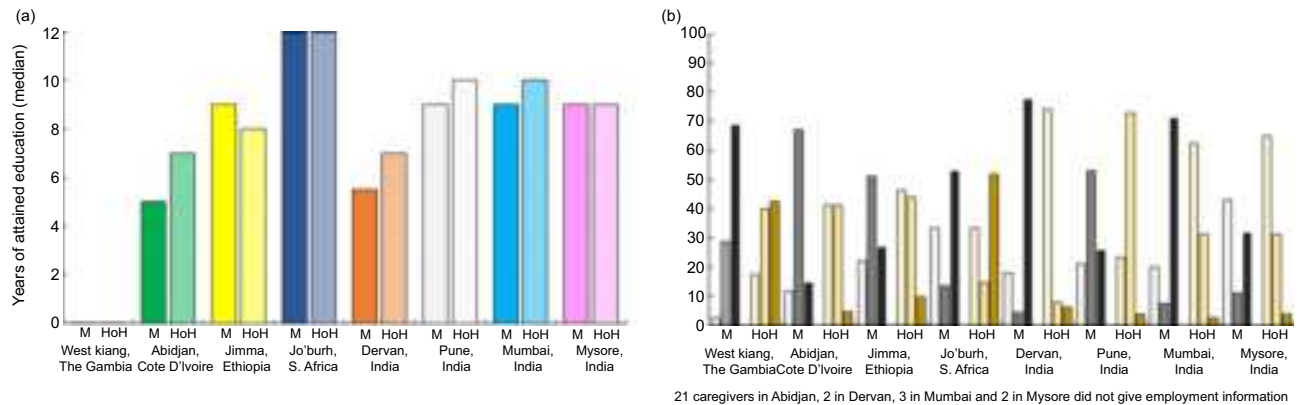 (a)
Years of attained education (median)
12
10
8
6
4
2
0
M HoH M HoH M HoH M HoH M HoH M HoH M HoH M HoH
West kiang, Abidjan, Jimma, Jo'burh, Dervan, Pune, Mumbai, Mysore,
The Gambia Cote D'Ivoire Ethiopia S. Africa India India India India
(b)
100
90
80
70
60
50
40
30
20
10
0
M HoH M HoH M HoH M HoH M HoH M HoH M HoH M HoH
West kiang, Abidjan, Jimma, Jo'burh, Dervan, Pune, Mumbai, Mysore,
The Gambia Cote D'Ivoire Ethiopia S. Africa India India India India
21 caregivers in Abidjan, 2 in Dervan, 3 in Mumbai and 2 in Mysore did not give employment information